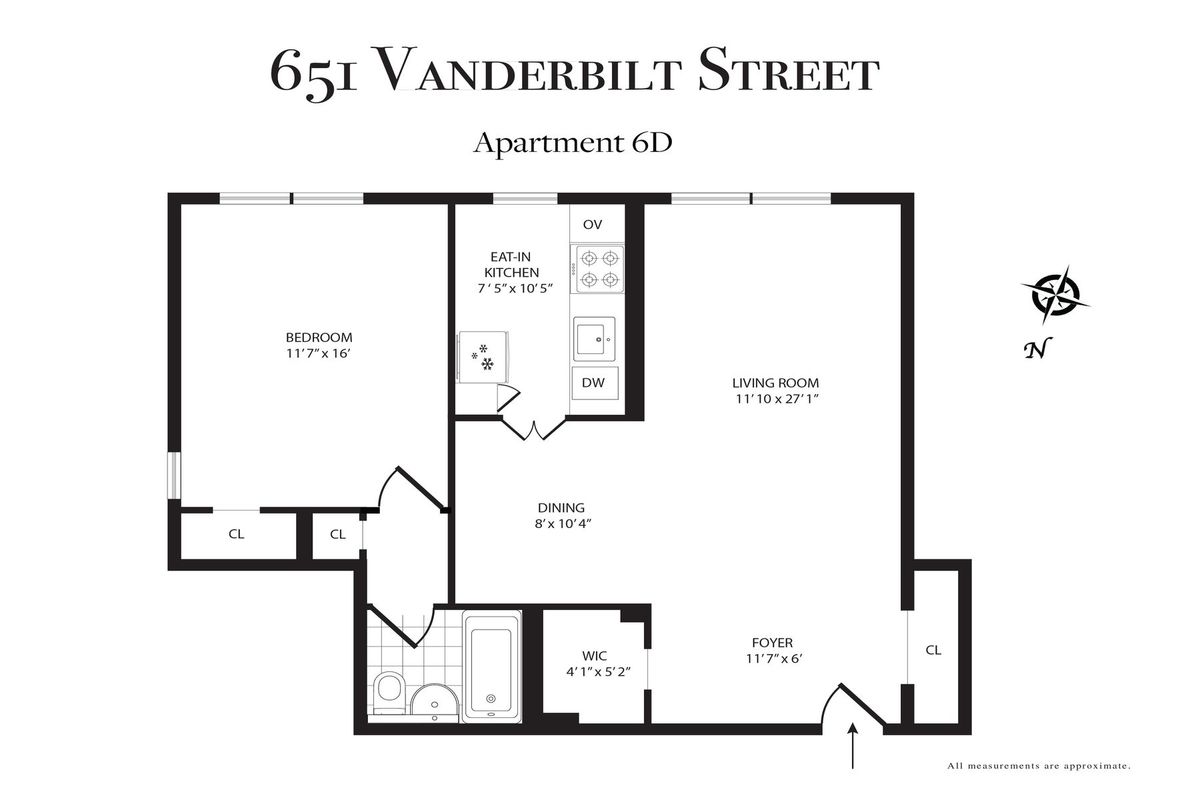 651 Vanderbilt Street
Apartment 6D
OV
EAT-IN
KITCHEN
7' 5" x 10' 5"
BEDROOM
11' 7" x 16'
DW
LIVING ROOM
11' 10 x 27' 1"
N
DINING
8' x 10' 4"
CL
CL
WIC
4' 1" x 5' 2"
FOYER
11' 7" x 6'
CL
All measurements are approximate.